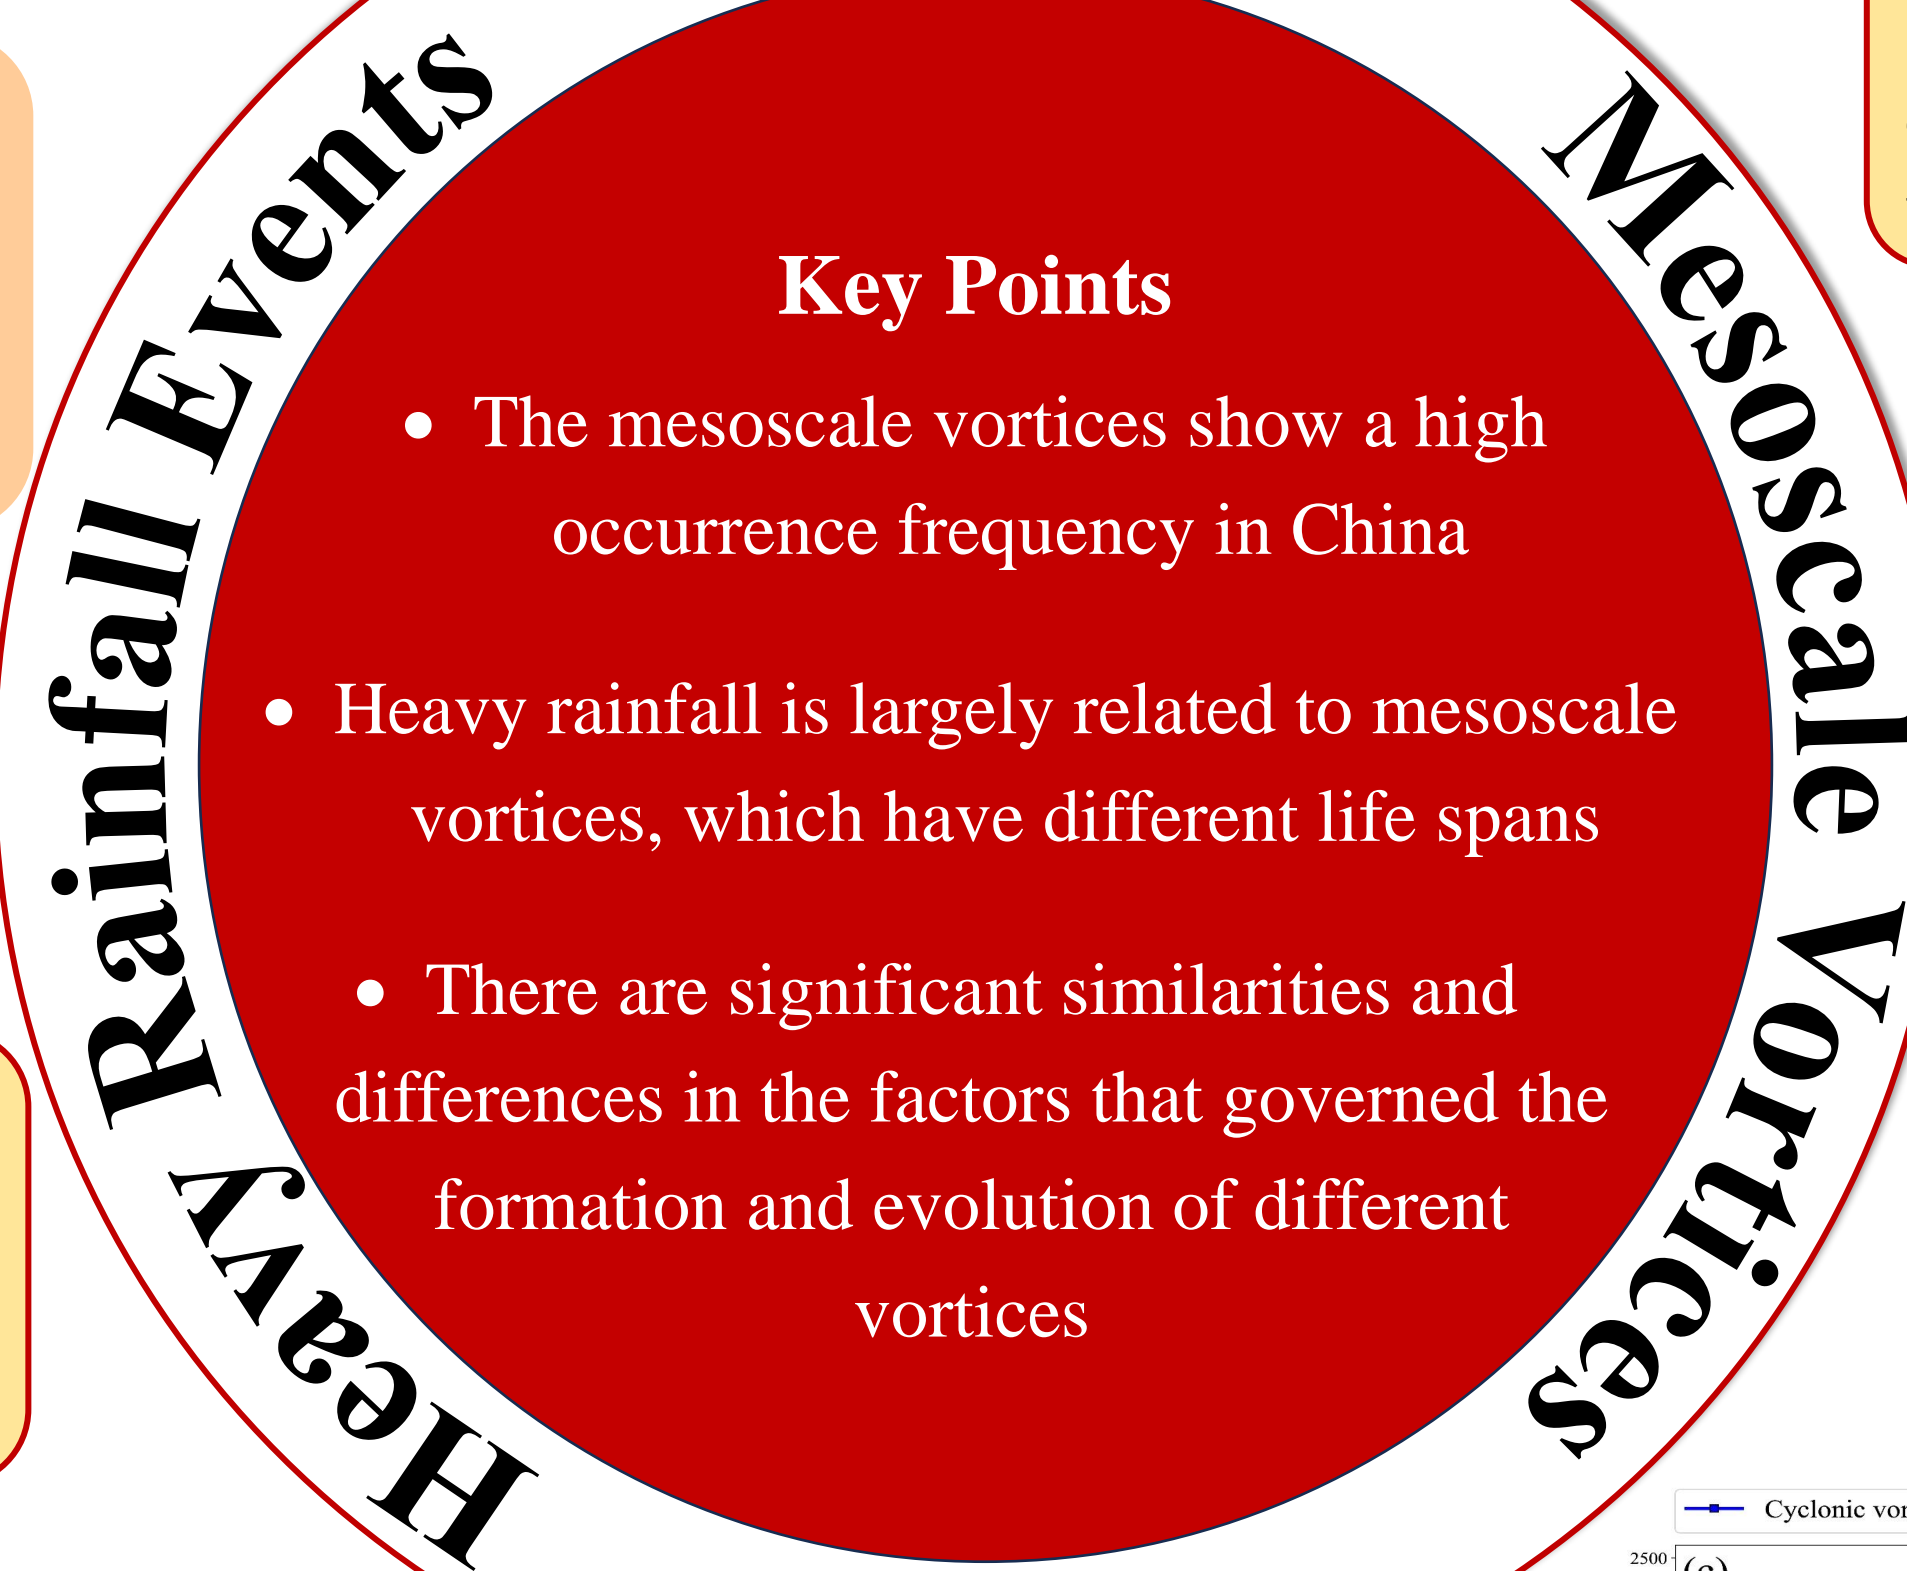 Heavy Rainfall Events
Mesoscale Vortices
Key Points
• The mesoscale vortices show a high
occurrence frequency in China
• Heavy rainfall is largely related to mesoscale
vortices, which have different life spans
• There are significant similarities and
differences in the factors that governed the
formation and evolution of different
vortices
Cyclonic
2500